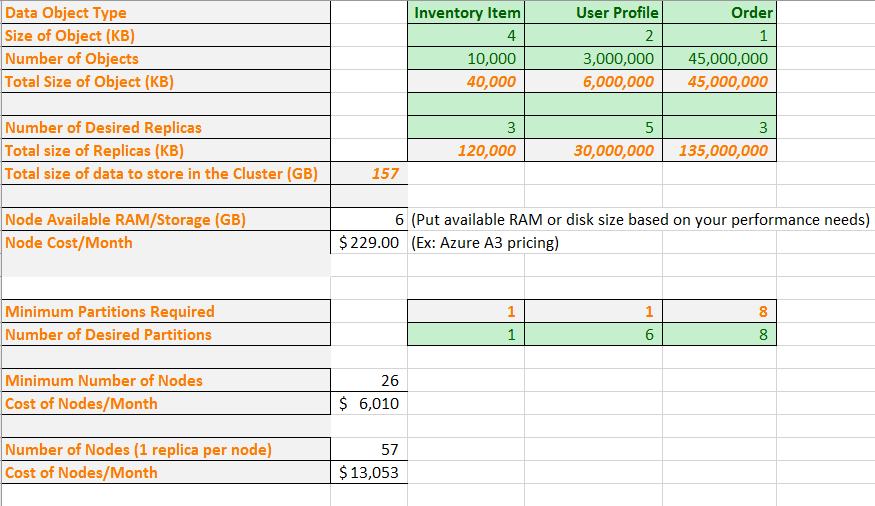 Data Object Type Inventory Item User Profile Order
Size of Object (KB) 4 2 1
Number of Objects 10,000 3,000,000 45,000,000
Total Size of Object (KB) 40,000 6,000,000 45,000,000
Number of Desired Replicas 3 5 3
Total size of Replicas (KB) 120,000 30,000,000 135,000,000
Total size of data to store in the Cluster (GB) 157
Node Available RAM/Storage (GB) 6 (Put available RAM or disk size based on your performance needs)
Node Cost/Month $229.00 (Ex: Azure A3 pricing)
Minimum Partitions Required 1 1 8
Number of Desired Partitions 1 6 8
Minimum Number of Nodes 26
Cost of Nodes/Month $ 6,010
Number of Nodes (1 replica per node) 57
Cost of Nodes/Month $13,053